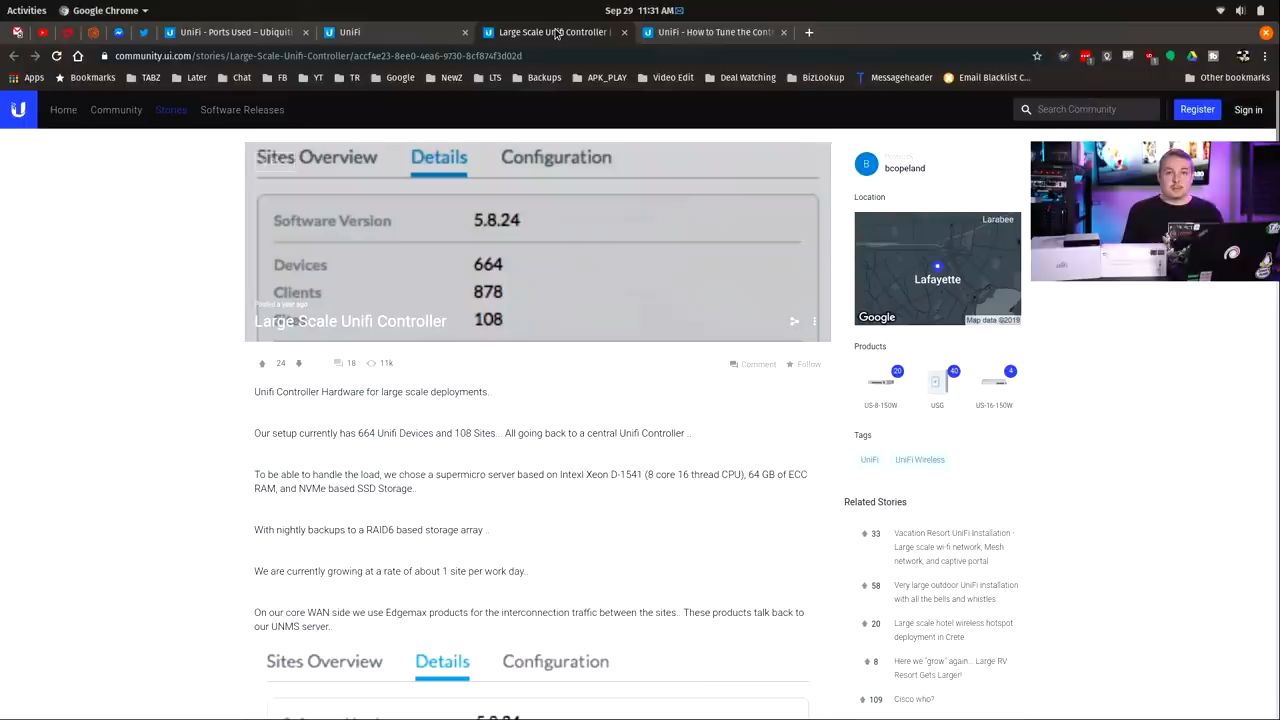 Activities
Google Chrome
Sep 29 11:31 AM
UniFi - Ports Used – Ubiquiti
UniFi
Large Scale Unifi Controller
UniFi - How to Tune the Cont
community.ui.com/stories/Large-Scale-Unifi-Controller/accf4e23-8ee0-4ea6-9730-8cf874f3d02d
Apps
Bookmarks
TABZ
Later
Chat
FB
YT
TR
Google
NewZ
LTS
Backups
APK_PLAY
Video Edit
Deal Watching
BizLookup
Messageheader
Email Blacklist C...
Other bookmarks
Home
Community
Stories
Software Releases
Search Community
Register
Sign in
Sites Overview
Details
Configuration
Software Version 5.8.24
Devices 664
Clients 878
108
Posted a year ago
Large Scale Unifi Controller
24
18
11k
Comment
Follow
Unifi Controller Hardware for large scale deployments..
Our setup currently has 664 Unifi Devices and 108 Sites... All going back to a central Unifi Controller ..
To be able to handle the load, we chose a supermicro server based on Intexl Xeon D-1541 (8 core 16 thread CPU), 64 GB of ECC
RAM, and NVMe based SSD Storage..
With nightly backups to a RAID6 based storage array ..
We are currently growing at a rate of about 1 site per work day..
On our core WAN side we use Edgemax products for the interconnection traffic between the sites.. These products talk back to
our UNMS server..
Sites Overview
Details
Configuration
B
bcopeland
Location
Larabee
Lafayette
Google
Map data ©2019
Products
20
40
4
US-8-150W
USG
US-16-150W
Tags
UniFi
UniFi Wireless
Related Stories
33
Vacation Resort UniFi Installation -
Large scale wi-fi network, Mesh
network, and captive portal
58
Very large outdoor UniFi installation
with all the bells and whistles
20
Large scale hotel wireless hotspot
deployment in Crete
8
Here we "grow" again... Large RV
Resort Gets Larger!
109
Cisco who?